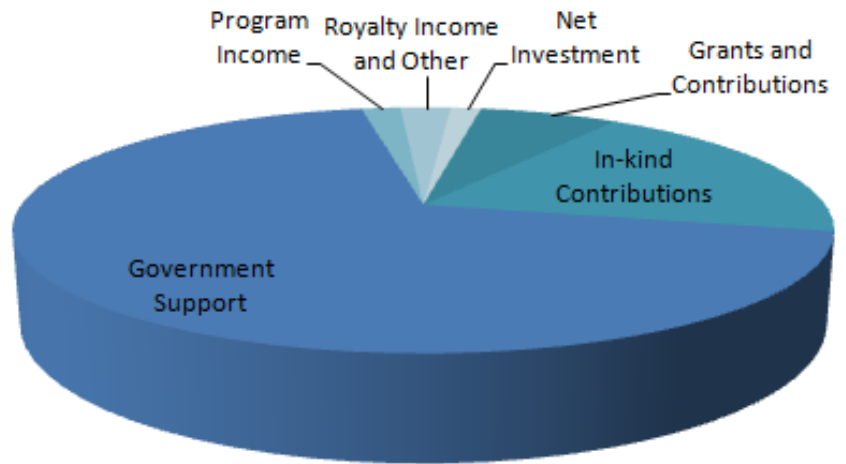 Program
Income
Royalty Income
and Other
Net
Investment
Grants and
Contributions
In-kind
Contributions
Government
Support